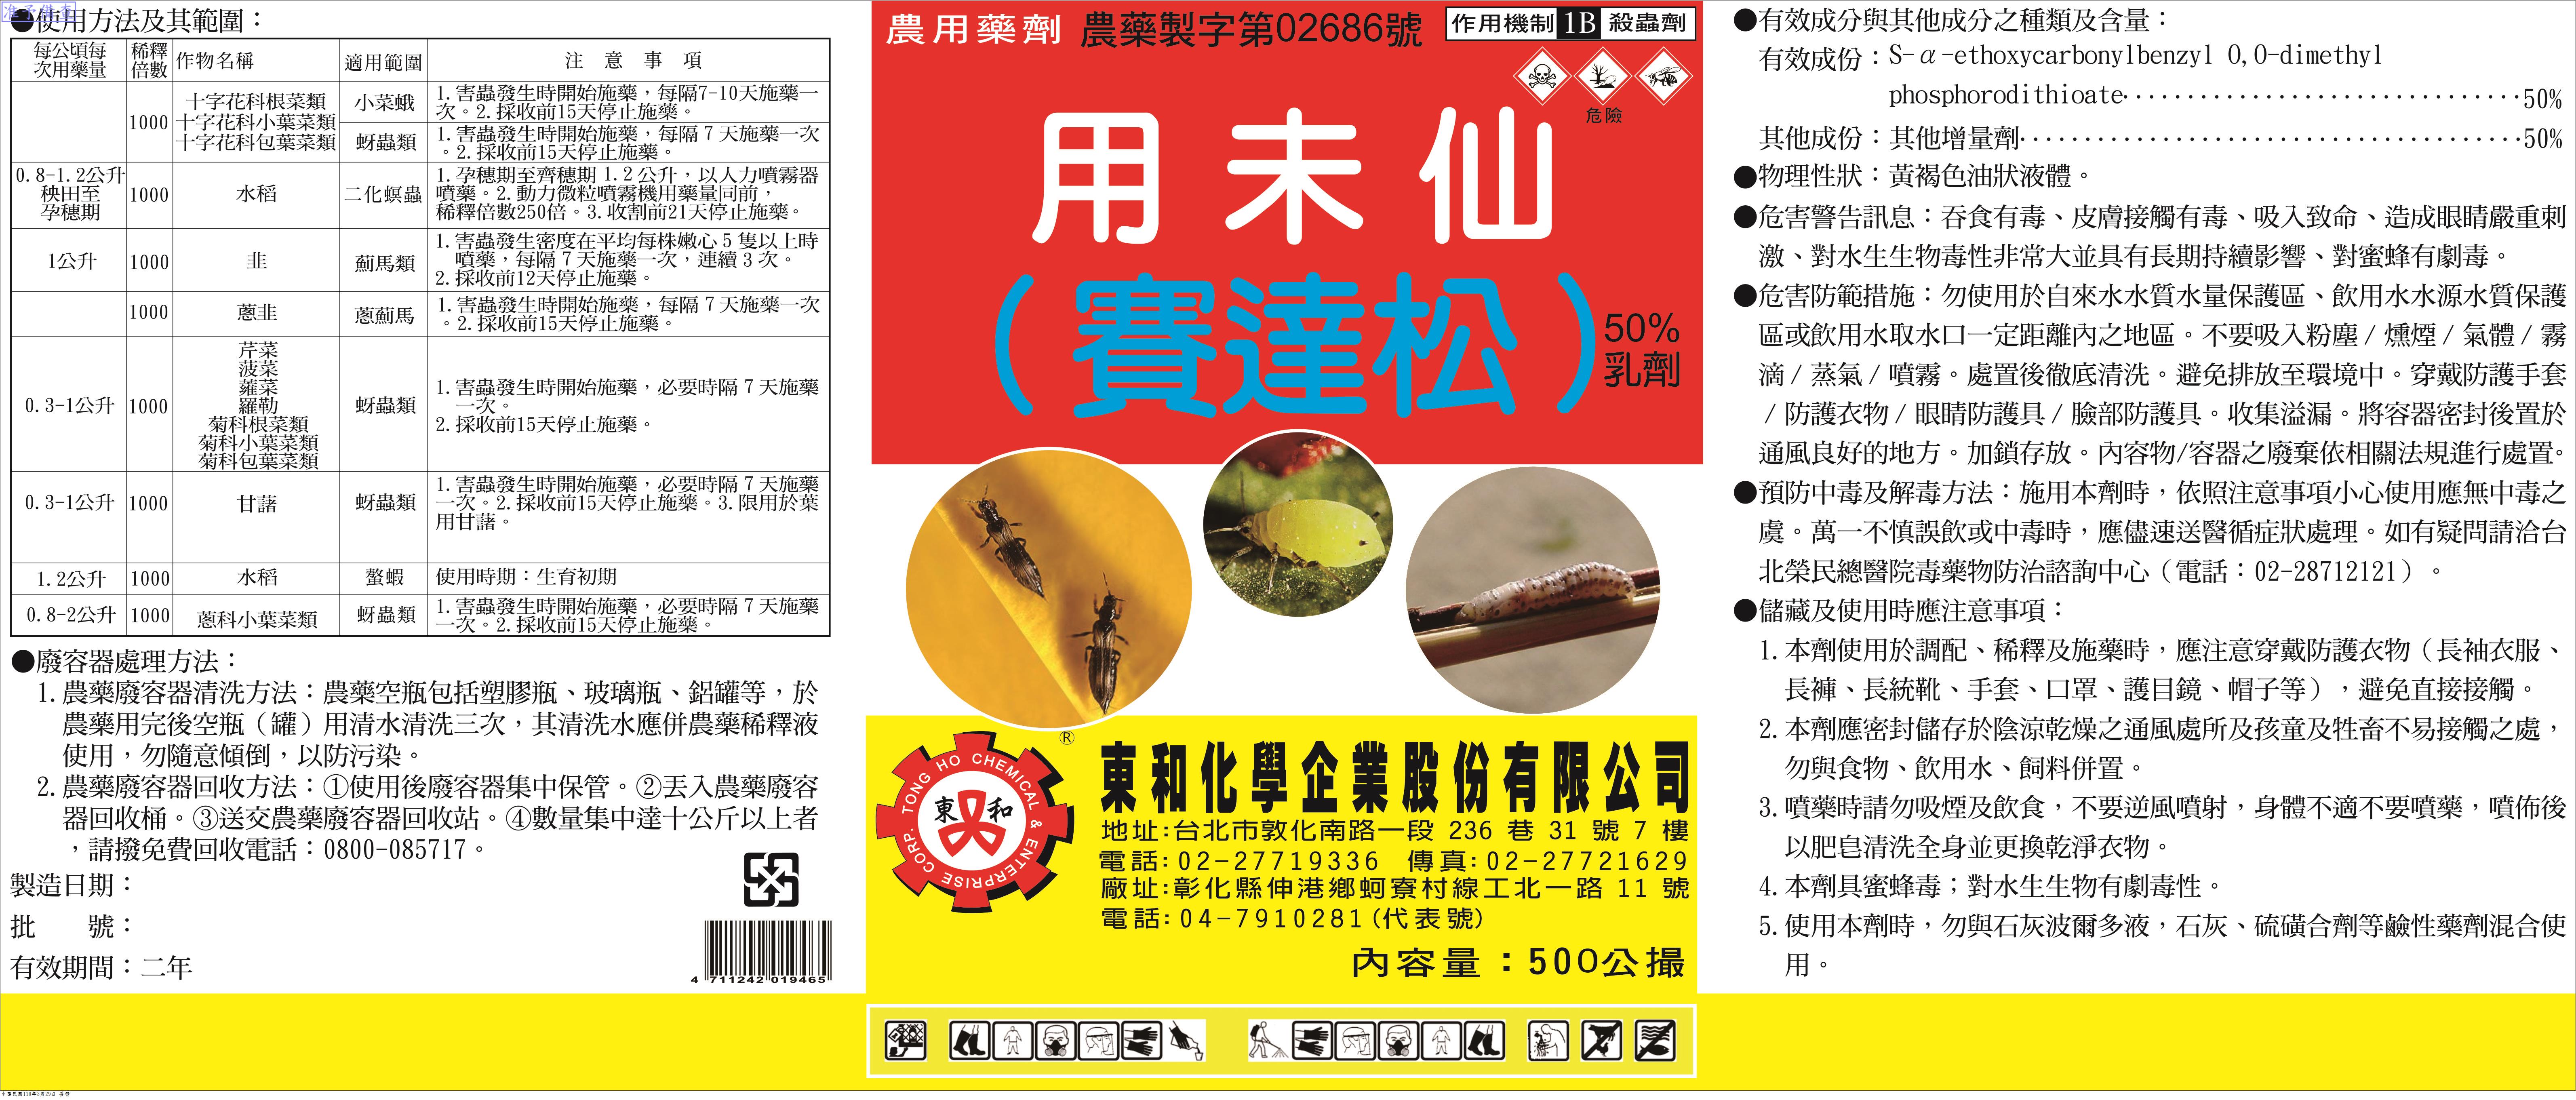 准予備查
●使用方法及其範圍：
每公頃每次用藥量 稀釋倍數 作物名稱 適用範圍 注 意 事 項
1000
十字花科根菜類
十字花科小葉菜類
十字花科包葉菜類
小菜蛾
1.害蟲發生時開始施藥，每隔7-10天施藥一
次。2.採收前15天停止施藥。
蚜蟲類
1.害蟲發生時開始施藥，每隔 7 天施藥一次
。2.採收前15天停止施藥。
0.8-1.2公升
秧田至
孕穗期
1000 水稻 二化螟蟲
1.孕穗期至齊穗期 1.2 公升，以人力噴霧器
噴藥。2.動力微粒噴霧機用藥量同前，
稀釋倍數250倍。3.收割前21天停止施藥。
1公升 1000 韭 薊馬類
1.害蟲發生密度在平均每株嫩心 5 隻以上時
噴藥，每隔 7 天施藥一次，連續 3 次。
2.採收前12天停止施藥。
1000 蔥韭 蔥薊馬
1.害蟲發生時開始施藥，每隔 7 天施藥一次
。2.採收前15天停止施藥。
0.3-1公升 1000
芹菜
菠菜
蕹菜
羅勒
菊科根菜類
菊科小葉菜類
菊科包葉菜類
蚜蟲類
1.害蟲發生時開始施藥，必要時隔 7 天施藥
一次。
2.採收前15天停止施藥。
0.3-1公升 1000 甘藷 蚜蟲類
1.害蟲發生時開始施藥，必要時隔 7 天施藥
一次。2.採收前15天停止施藥。3.限用於葉
用甘藷。
1.2公升 1000 水稻 螯蝦 使用時期：生育初期
0.8-2公升 1000 蔥科小葉菜類 蚜蟲類
1.害蟲發生時開始施藥，必要時隔 7 天施藥
一次。2.採收前15天停止施藥。
●廢容器處理方法：
1.農藥廢容器清洗方法：農藥空瓶包括塑膠瓶、玻璃瓶、鋁罐等，於
農藥用完後空瓶（罐）用清水清洗三次，其清洗水應併農藥稀釋液
使用，勿隨意傾倒，以防污染。
2.農藥廢容器回收方法：①使用後廢容器集中保管。②丟入農藥廢容
器回收桶。③送交農藥廢容器回收站。④數量集中達十公斤以上者
，請撥免費回收電話：0800-085717。
製造日期：
批　　號：
有效期間：二年
4 711242 019465
農用藥劑 農藥製字第02686號 作用機制 1B 殺蟲劑
危險
用未仙
（賽達松）
50%
乳劑
®
TONG HO CHEMICAL & ENTERPRISE CORP.
東 和
東和化學企業股份有限公司
地址:台北市敦化南路一段 236 巷 31 號 7 樓
電話:02-27719336 傳真:02-27721629
廠址:彰化縣伸港鄉蚵寮村線工北一路 11 號
電話:04-7910281(代表號)
內容量：500公撮
●有效成分與其他成分之種類及含量：
有效成份：S-α-ethoxycarbonylbenzyl O,O-dimethyl
phosphorodithioate……………………………50%
其他成份：其他增量劑……………………………………50%
●物理性狀：黃褐色油狀液體。
●危害警告訊息：吞食有毒、皮膚接觸有毒、吸入致命、造成眼睛嚴重刺
激、對水生生物毒性非常大並具有長期持續影響、對蜜蜂有劇毒。
●危害防範措施：勿使用於自來水水質水量保護區、飲用水水源水質保護
區或飲用水取水口一定距離內之地區。不要吸入粉塵/燻煙/氣體/霧
滴/蒸氣/噴霧。處置後徹底清洗。避免排放至環境中。穿戴防護手套
/防護衣物/眼睛防護具/臉部防護具。收集溢漏。將容器密封後置於
通風良好的地方。加鎖存放。內容物/容器之廢棄依相關法規進行處置。
●預防中毒及解毒方法：施用本劑時，依照注意事項小心使用應無中毒之
虞。萬一不慎誤飲或中毒時，應儘速送醫循症狀處理。如有疑問請洽台
北榮民總醫院毒藥物防治諮詢中心（電話：02-28712121）。
●儲藏及使用時應注意事項：
1.本劑使用於調配、稀釋及施藥時，應注意穿戴防護衣物（長袖衣服、
長褲、長統靴、手套、口罩、護目鏡、帽子等），避免直接接觸。
2.本劑應密封儲存於陰涼乾燥之通風處所及孩童及牲畜不易接觸之處，
勿與食物、飲用水、飼料併置。
3.噴藥時請勿吸煙及飲食，不要逆風噴射，身體不適不要噴藥，噴佈後
以肥皂清洗全身並更換乾淨衣物。
4.本劑具蜜蜂毒；對水生生物有劇毒性。
5.使用本劑時，勿與石灰波爾多液，石灰、硫磺合劑等鹼性藥劑混合使
用。